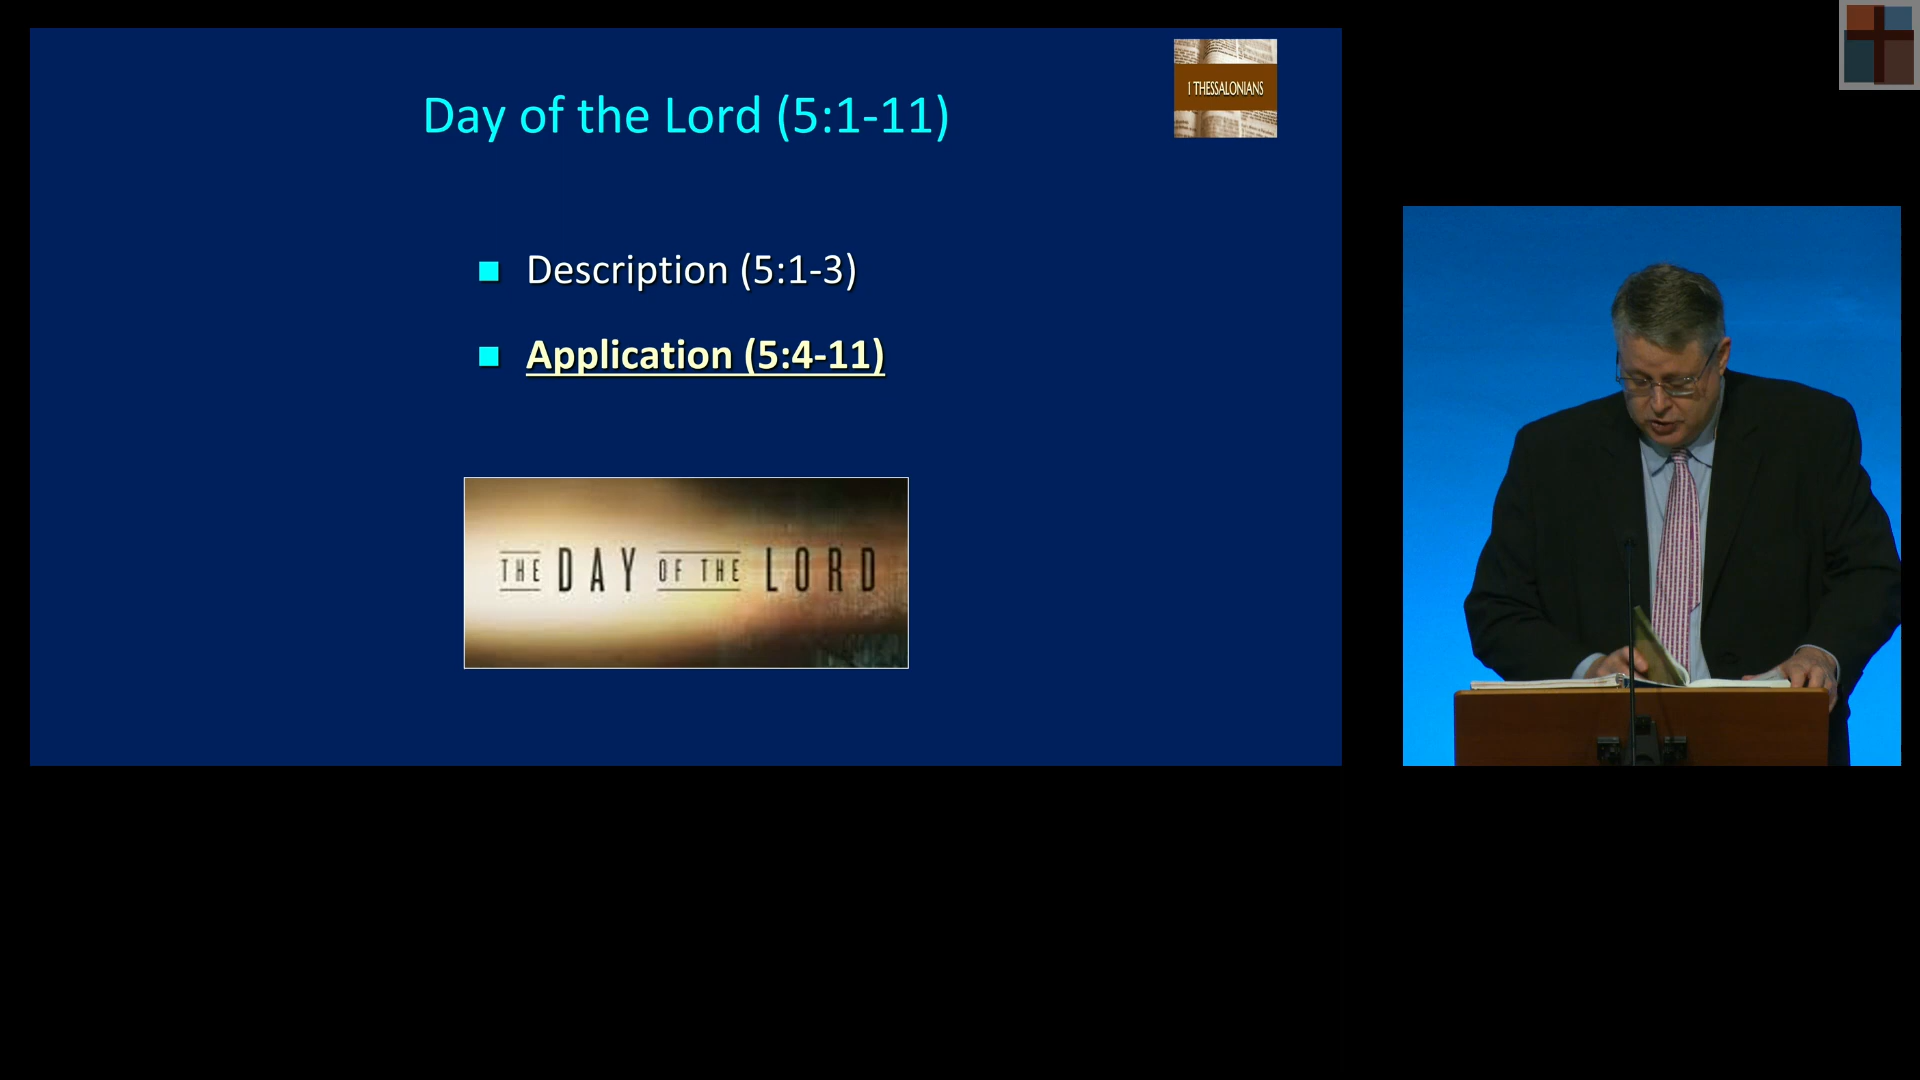 Day of the Lord (5:1-11)
I THESSALONIANS
Description (5:1-3)
Application (5:4-11)
THE DAY OF THE LORD